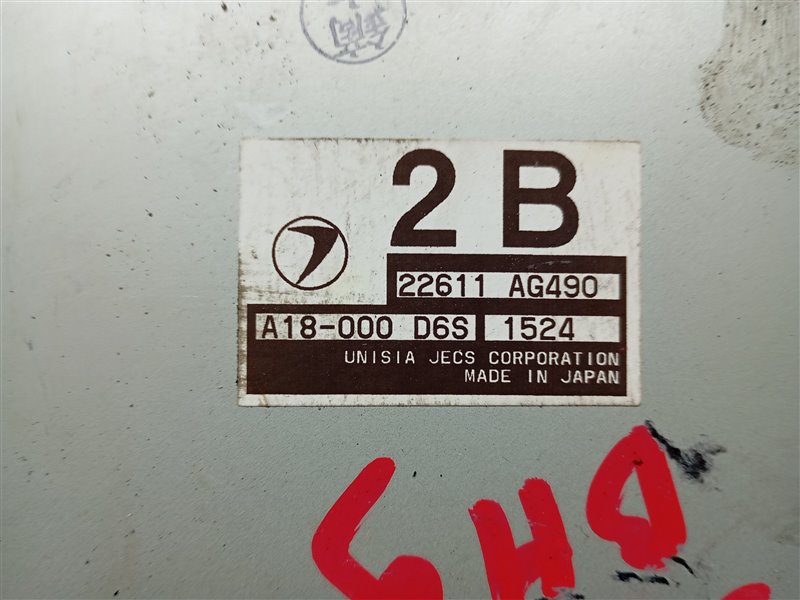 2B
22611 AG490
A18-000 D6S 1524
UNISIA JECS CORPORATION
MADE IN JAPAN